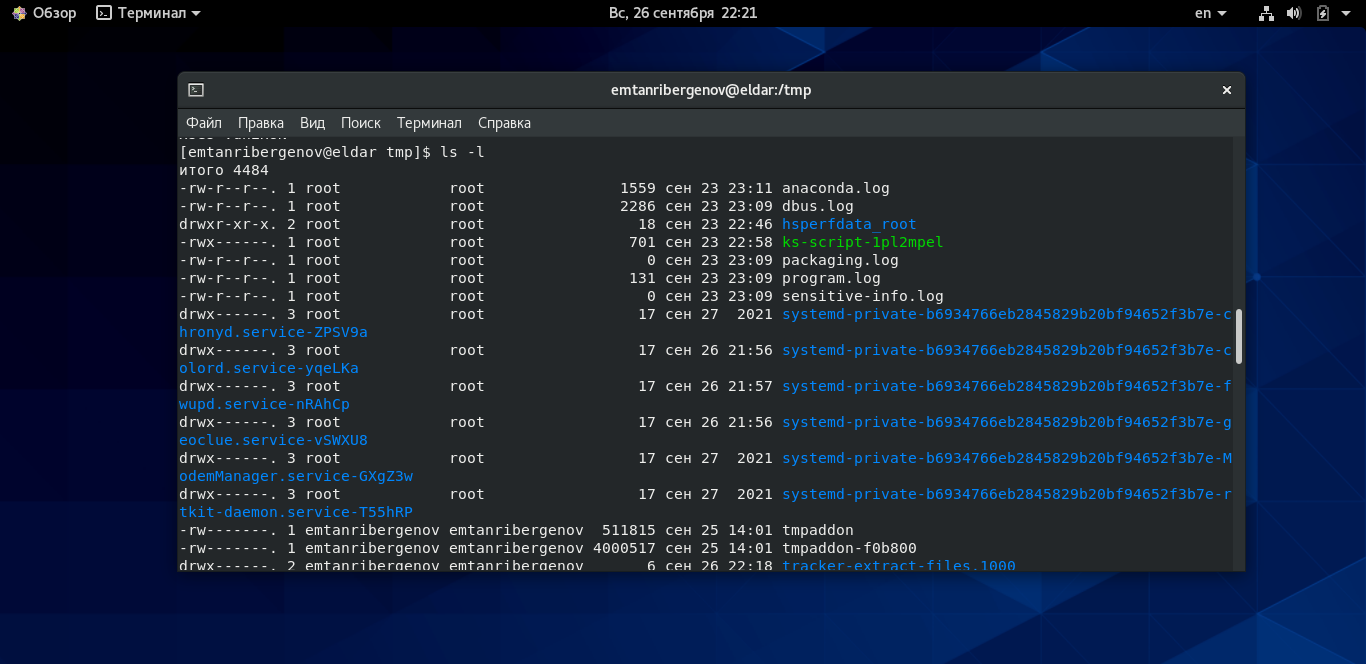 Обзор Терминал Вс, 26 сентября 22:21 en
emtanribergenov@eldar:/tmp
Файл Правка Вид Поиск Терминал Справка
[emtanribergenov@eldar tmp]$ ls -l
итого 4484
-rw-r--r--. 1 root            root               1559 сен 23 23:11 anaconda.log
-rw-r--r--. 1 root            root               2286 сен 23 23:09 dbus.log
drwxr-xr-x. 2 root            root                 18 сен 23 22:46 hsperfdata_root
-rwx------. 1 root            root                701 сен 23 22:58 ks-script-1pl2mpel
-rw-r--r--. 1 root            root                  0 сен 23 23:09 packaging.log
-rw-r--r--. 1 root            root                131 сен 23 23:09 program.log
-rw-r--r--. 1 root            root                  0 сен 23 23:09 sensitive-info.log
drwx------. 3 root            root                 17 сен 27  2021 systemd-private-b6934766eb2845829b20bf94652f3b7e-c
hronyd.service-ZPSV9a
drwx------. 3 root            root                 17 сен 26 21:56 systemd-private-b6934766eb2845829b20bf94652f3b7e-c
olord.service-yqeLKa
drwx------. 3 root            root                 17 сен 26 21:57 systemd-private-b6934766eb2845829b20bf94652f3b7e-f
wupd.service-nRAhCp
drwx------. 3 root            root                 17 сен 26 21:56 systemd-private-b6934766eb2845829b20bf94652f3b7e-g
eoclue.service-vSWXU8
drwx------. 3 root            root                 17 сен 27  2021 systemd-private-b6934766eb2845829b20bf94652f3b7e-M
odemManager.service-GXgZ3w
drwx------. 3 root            root                 17 сен 27  2021 systemd-private-b6934766eb2845829b20bf94652f3b7e-r
tkit-daemon.service-T55hRP
-rw-------. 1 emtanribergenov emtanribergenov  511815 сен 25 14:01 tmpaddon
-rw-------. 1 emtanribergenov emtanribergenov 4000517 сен 25 14:01 tmpaddon-f0b800
drwx------. 2 emtanribergenov emtanribergenov       6 сен 26 22:18 tracker-extract-files.1000